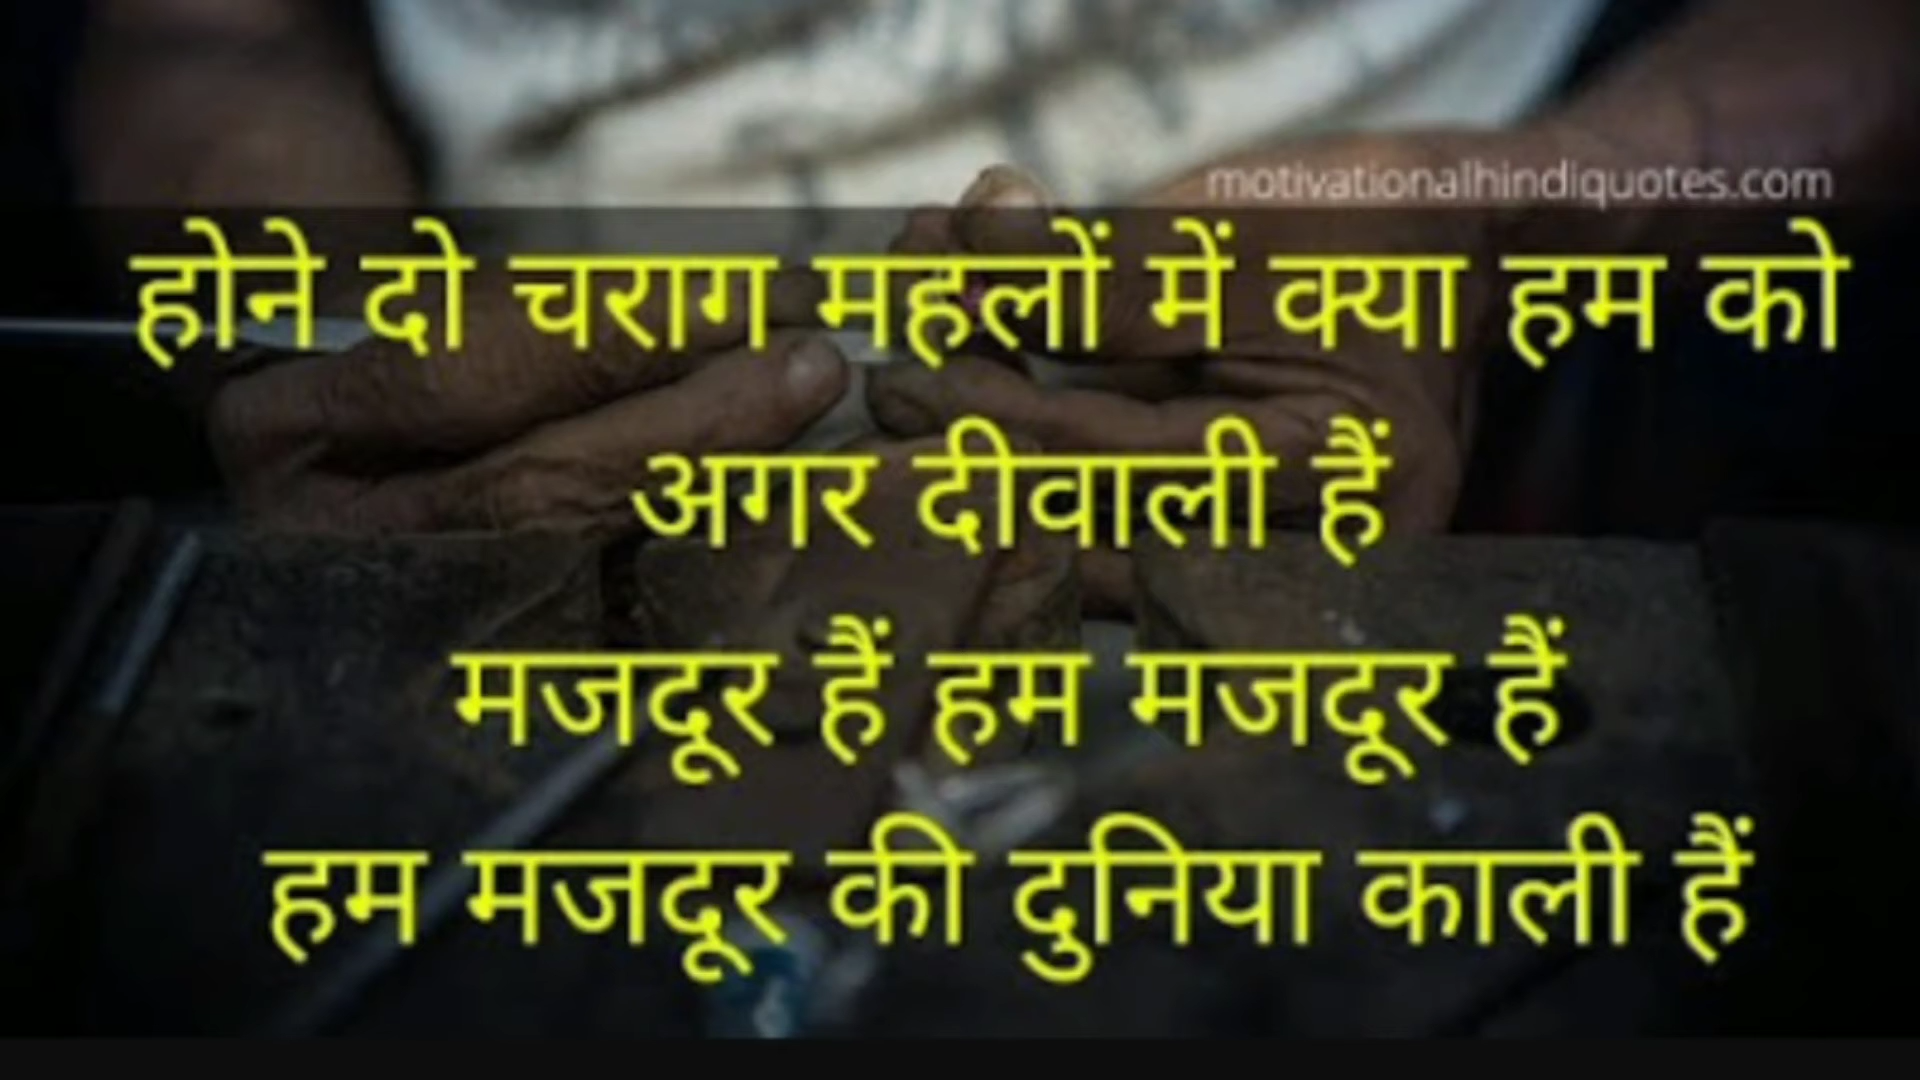 motivationalhindiquotes.com
होने दो चराग महलों में क्या हम को
अगर दीवाली हैं
मजदूर हैं हम मजदूर हैं
हम मजदूर की दुनिया काली हैं